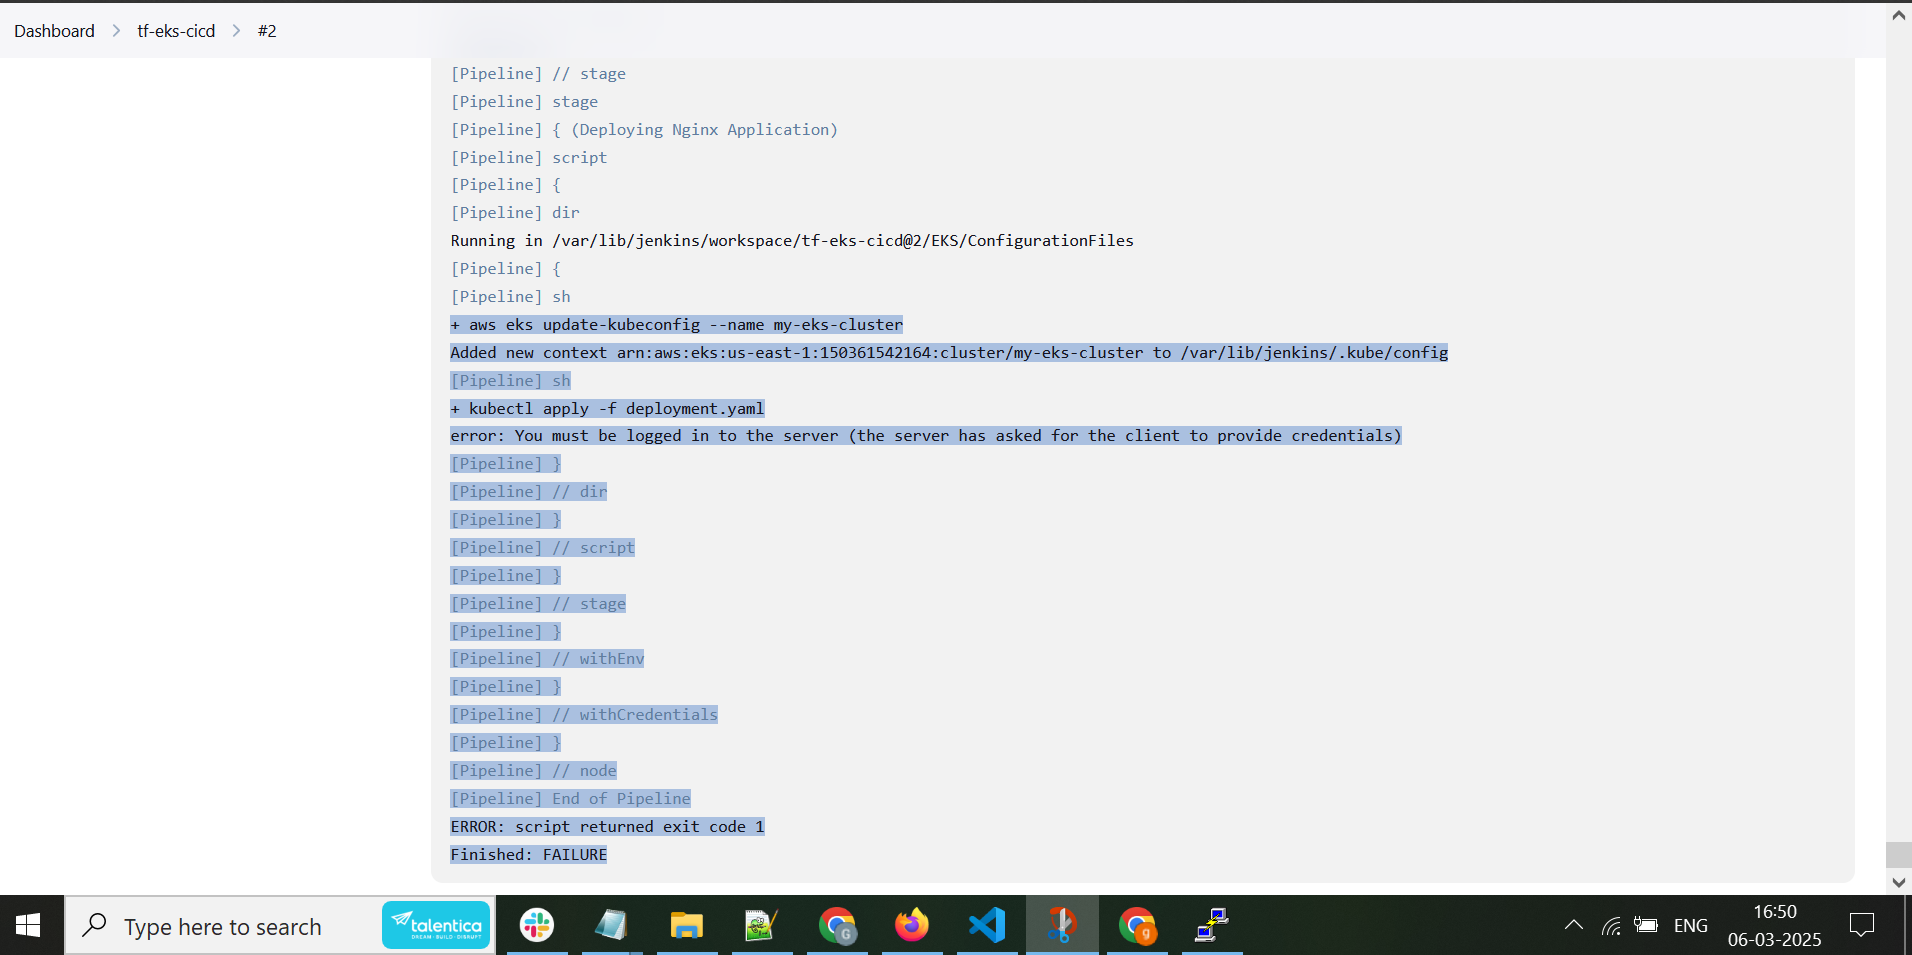 Dashboard > tf-eks-cicd > #2
[Pipeline] // stage
[Pipeline] stage
[Pipeline] { (Deploying Nginx Application)
[Pipeline] script
[Pipeline] {
[Pipeline] dir
Running in /var/lib/jenkins/workspace/tf-eks-cicd@2/EKS/ConfigurationFiles
[Pipeline] {
[Pipeline] sh
+ aws eks update-kubeconfig --name my-eks-cluster
Added new context arn:aws:eks:us-east-1:150361542164:cluster/my-eks-cluster to /var/lib/jenkins/.kube/config
[Pipeline] sh
+ kubectl apply -f deployment.yaml
error: You must be logged in to the server (the server has asked for the client to provide credentials)
[Pipeline] }
[Pipeline] // dir
[Pipeline] }
[Pipeline] // script
[Pipeline] }
[Pipeline] // stage
[Pipeline] }
[Pipeline] // withEnv
[Pipeline] }
[Pipeline] // withCredentials
[Pipeline] }
[Pipeline] // node
[Pipeline] End of Pipeline
ERROR: script returned exit code 1
Finished: FAILURE
Type here to search
talentica
DREAM · BUILD · DISRUPT
G
g
ENG
16:50
06-03-2025